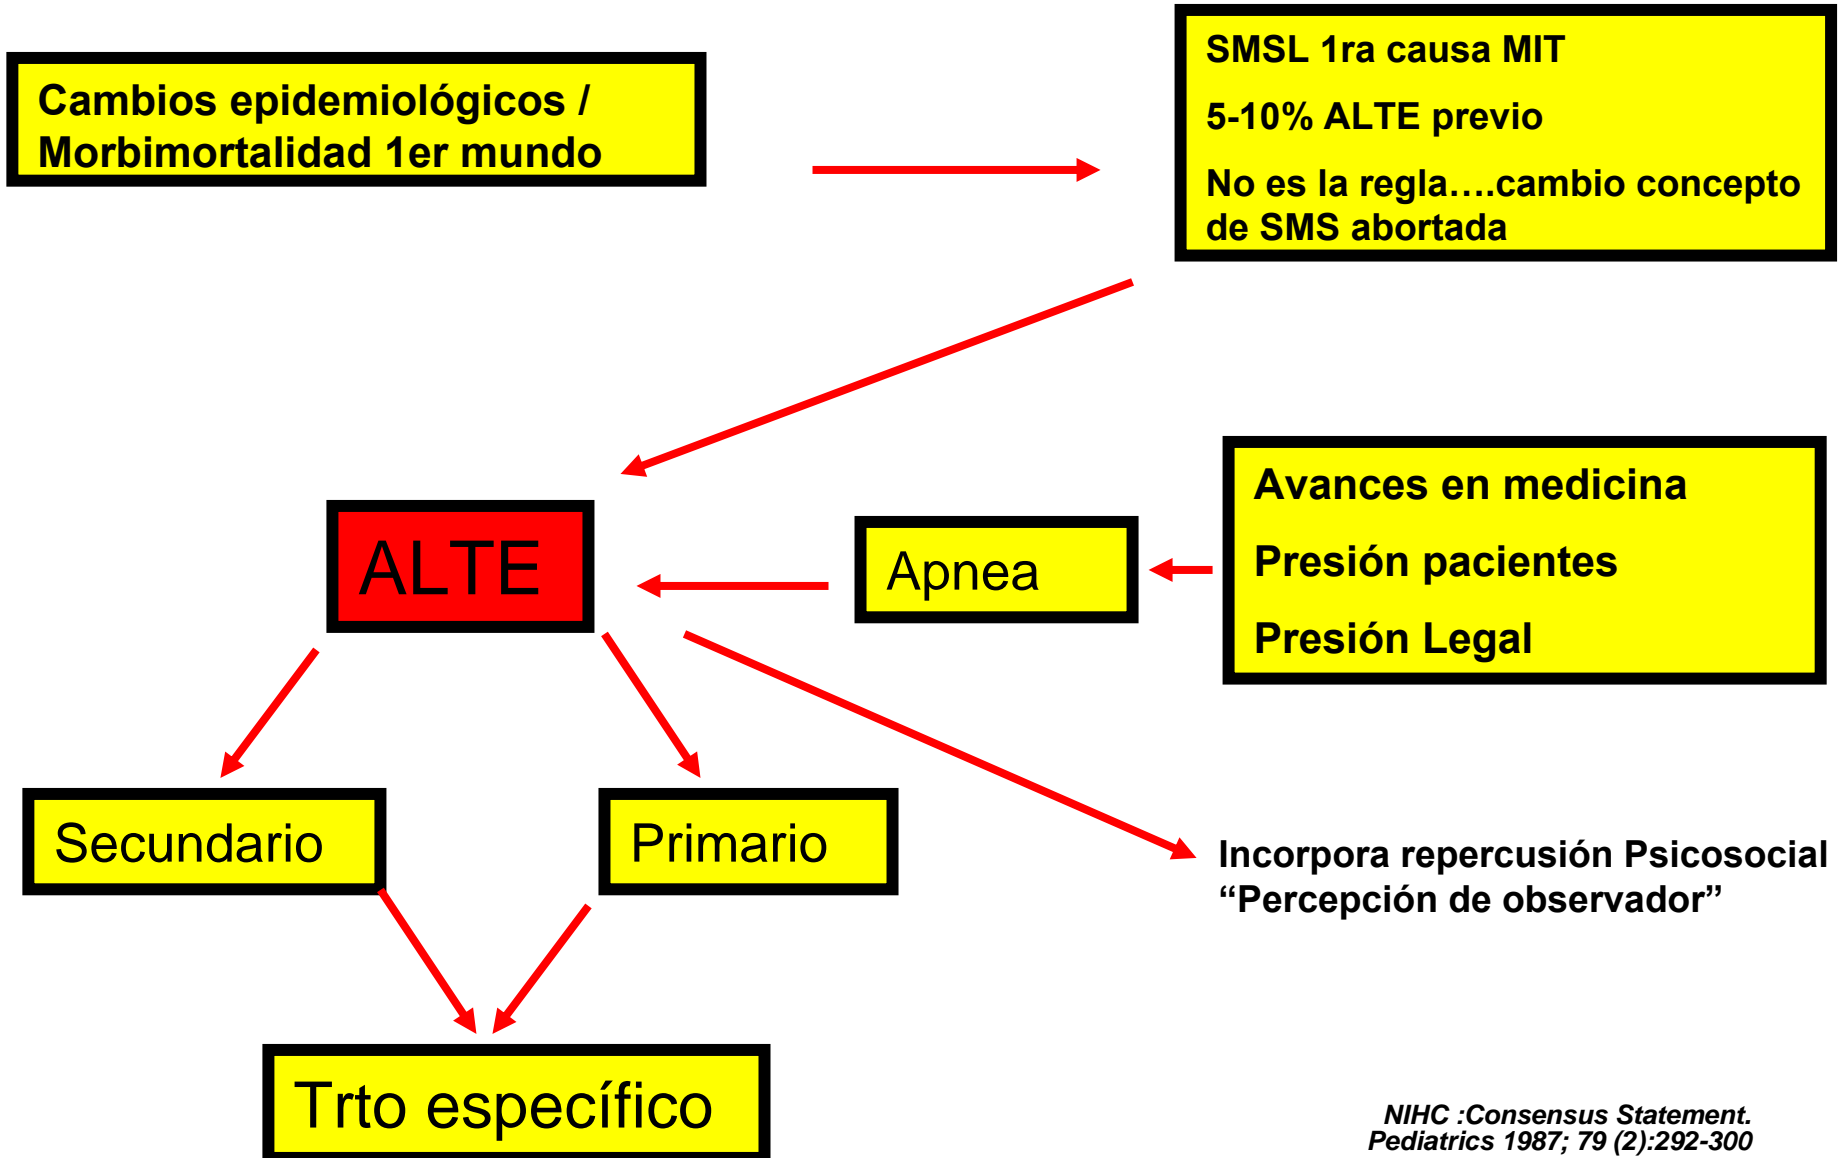 Cambios epidemiológicos /
Morbimortalidad 1er mundo
SMSL 1ra causa MIT
5-10% ALTE previo
No es la regla….cambio concepto
de SMS abortada
ALTE
Apnea
Avances en medicina
Presión pacientes
Presión Legal
Secundario
Primario
Incorpora repercusión Psicosocial
“Percepción de observador”
Trto específico
NIHC :Consensus Statement.
Pediatrics 1987; 79 (2):292-300